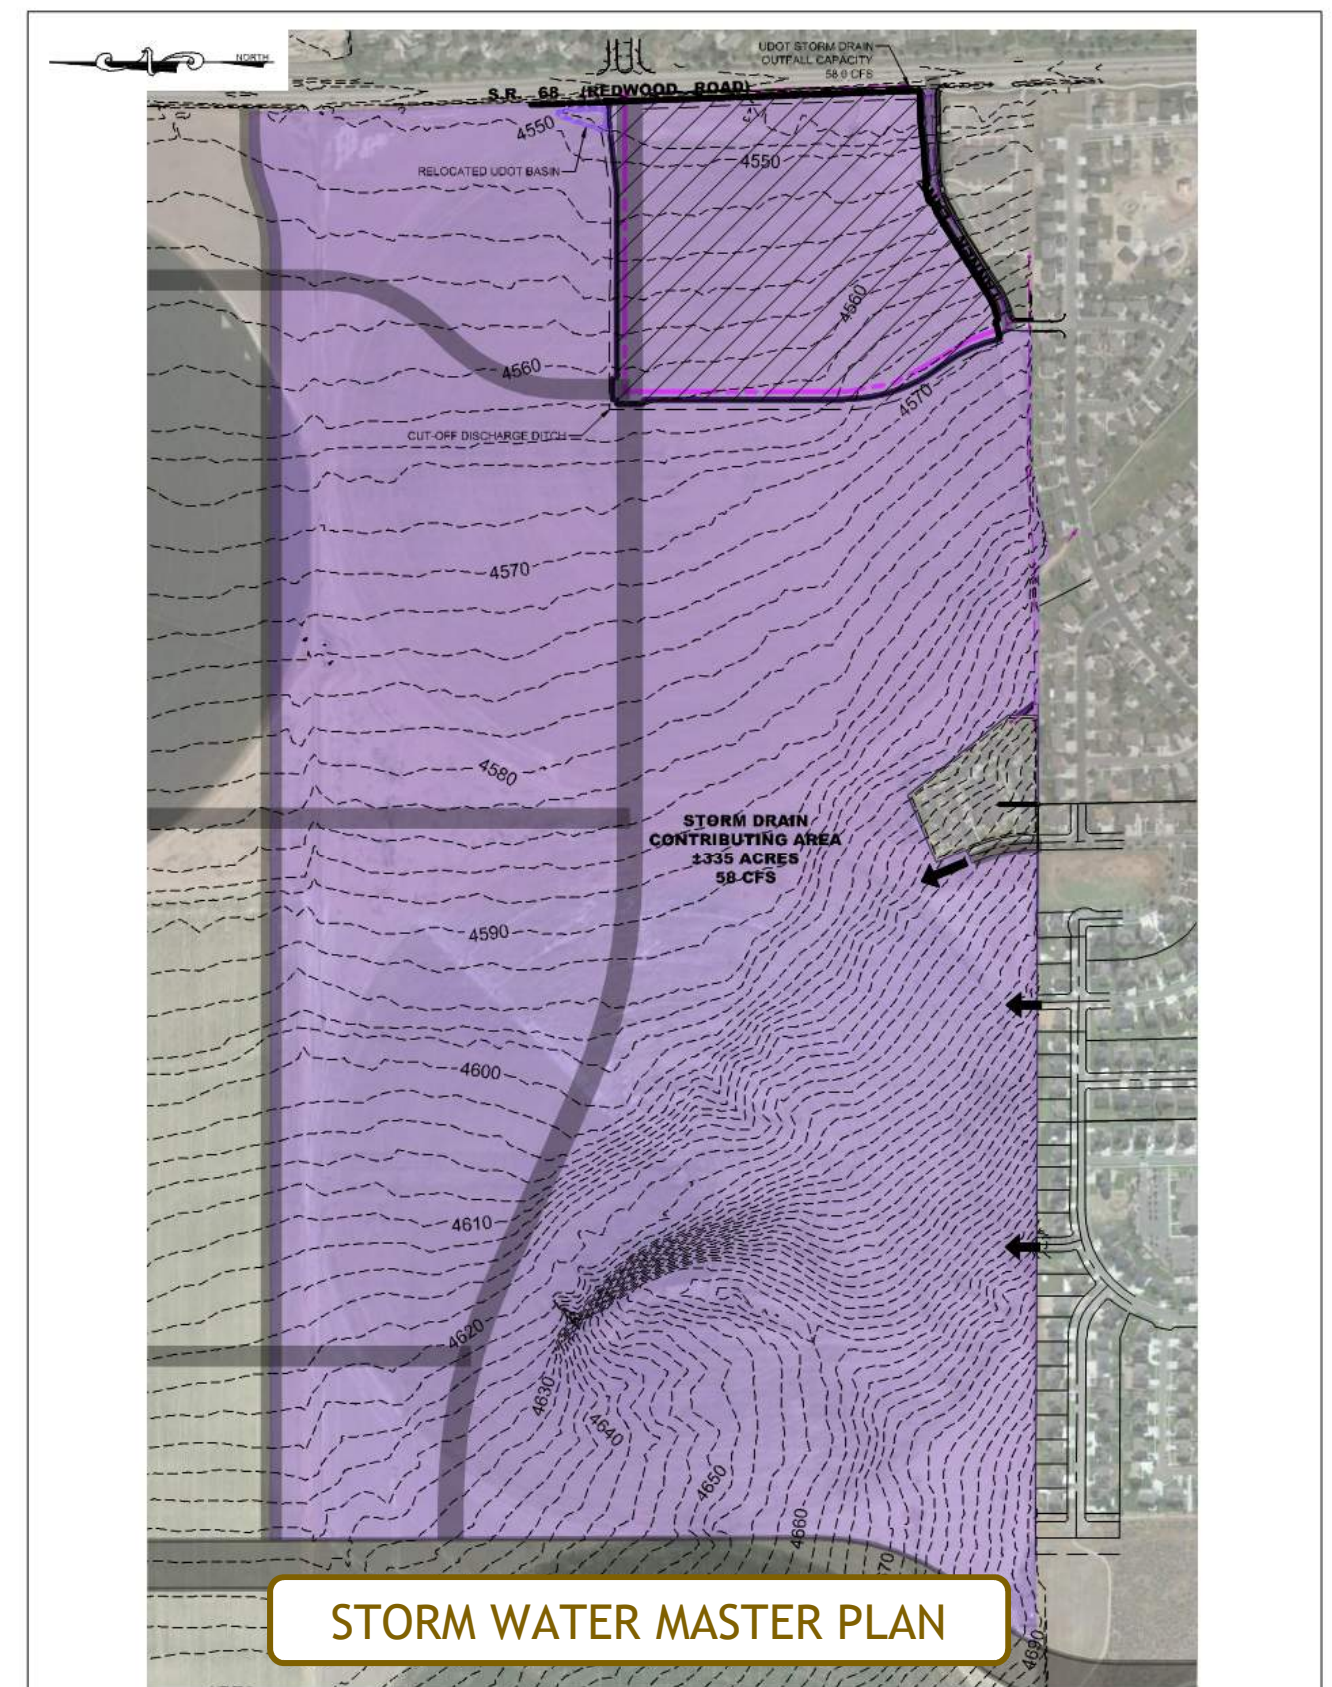 NORTH
UDOT STORM DRAIN
OUTFALL CAPACITY
58.0 CFS
S.R. 68 (REDWOOD ROAD)
4550
4550
RELOCATED UDOT BASIN
4560
4560
4570
CUT-OFF DISCHARGE DITCH
4570
4580
STORM DRAIN
CONTRIBUTING AREA
±335 ACRES
58 CFS
4590
4600
4610
4620
4630
4640
4650
4660
70
4690
STORM WATER MASTER PLAN